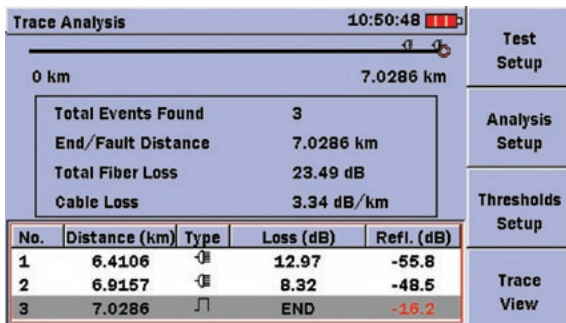 Trace Analysis 10:50:48
0 km 7.0286 km
Total Events Found 3
End/Fault Distance 7.0286 km
Total Fiber Loss 23.49 dB
Cable Loss 3.34 dB/km
No. Distance (km) Type Loss (dB) Refl. (dB)
1 6.4106 12.97 -55.8
2 6.9157 8.32 -48.5
3 7.0286 END -16.2
Test
Setup
Analysis
Setup
Thresholds
Setup
Trace
View